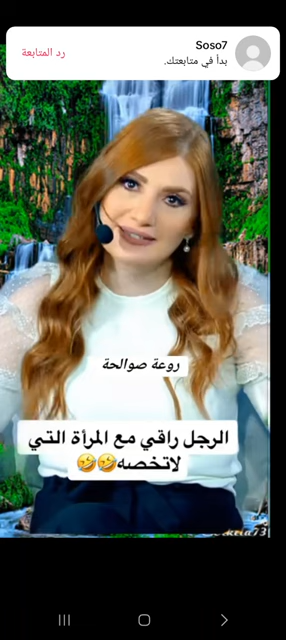 Soso7
بدأ في متابعتك.
رد المتابعة
روعة صوالحة
الرجل راقي مع المرأة التي
لاتخصه🤣🤣